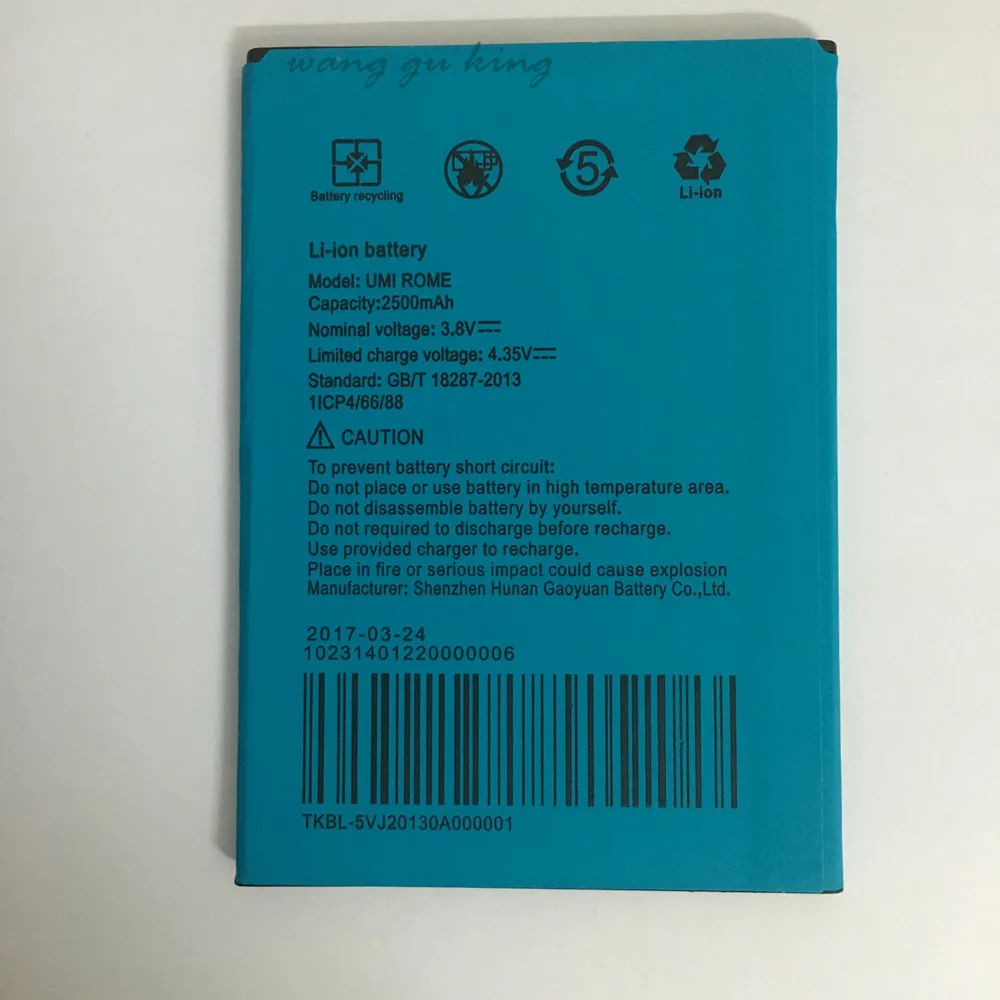 wang gu king
Battery recycling
5
Li-ion
Li-ion battery
Model: UMI ROME
Capacity:2500mAh
Nominal voltage: 3.8V
Limited charge voltage: 4.35V
Standard: GB/T 18287-2013
1ICP4/66/88
CAUTION
To prevent battery short circuit:
Do not place or use battery in high temperature area.
Do not disassemble battery by yourself.
Do not required to discharge before recharge.
Use provided charger to recharge.
Place in fire or serious impact could cause explosion
Manufacturer: Shenzhen Hunan Gaoyuan Battery Co.,Ltd.
2017-03-24
10231401220000006
TKBL-5VJ20130A000001